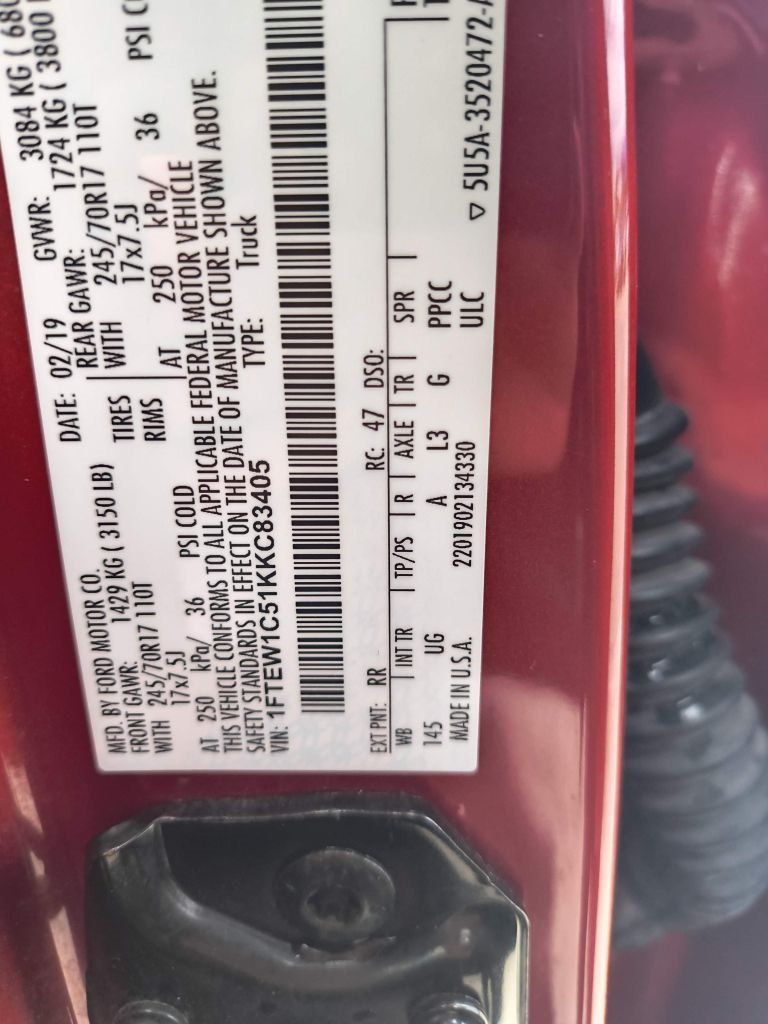 MFD. BY FORD MOTOR CO. DATE: 02/19 GVWR: 3084 KG (
FRONT GAWR: 1429 KG ( 3150 LB) REAR GAWR: 1724 KG ( 3800
WITH 245/70R17 110T TIRES WITH 245/70R17 110T
17x7.5J RIMS 17x7.5J
AT 250 kPa/ 36 PSI COLD AT 250 kPa/ 36 PSI
THIS VEHICLE CONFORMS TO ALL APPLICABLE FEDERAL MOTOR VEHICLE
SAFETY STANDARDS IN EFFECT ON THE DATE OF MANUFACTURE SHOWN ABOVE.
VIN: 1FTEW1C51KKC83405 TYPE: Truck
EXT PNT: RR RC: 47 DSO:
WB INT TR TP/PS R AXLE TR SPR
145 UG A L3 G PPCC
MADE IN U.S.A. 2201902134330 ULC
▽ 5U5A-3520472-